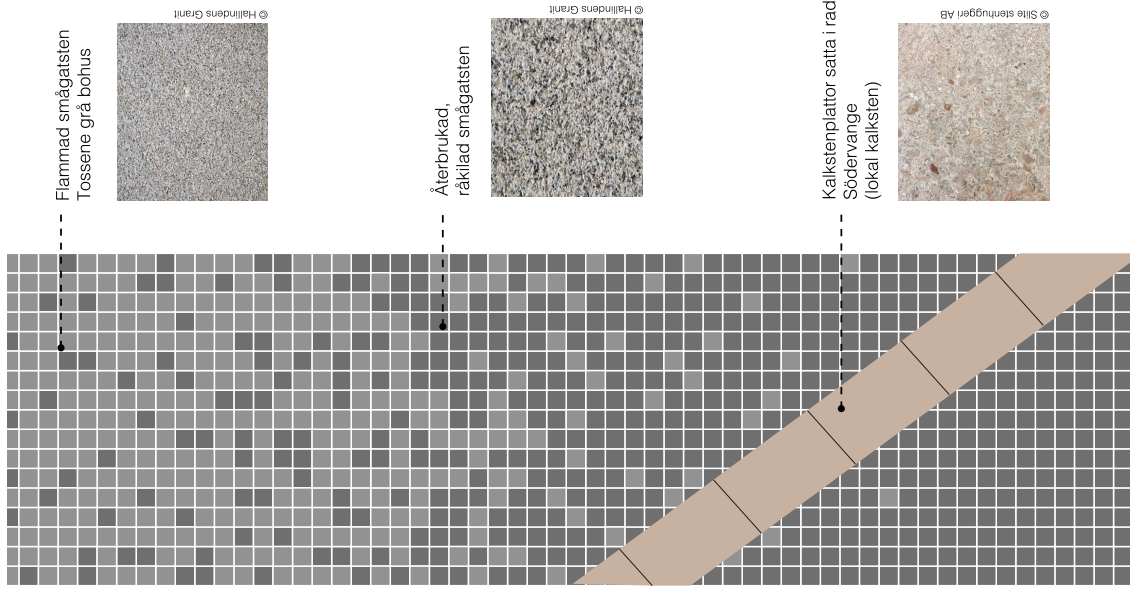 Flammad smågatsten
Tossene grå bohus
© Hallindens Granit
Återbrukad,
råkilad smågatsten
© Hallindens Granit
Kalkstenplattor satta i rad
Södervange
(lokal kalksten)
© Slite stenhuggeri AB